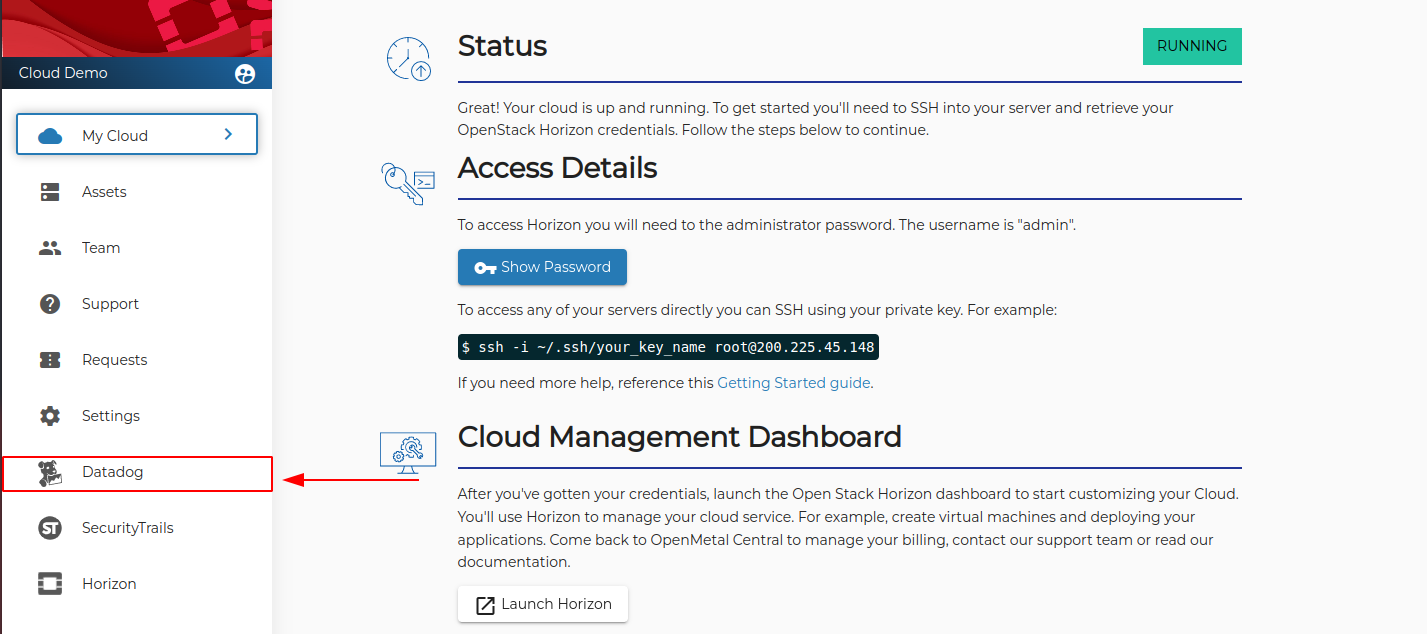 Cloud Demo
My Cloud
Assets
Team
Support
Requests
Settings
Datadog
ST
SecurityTrails
Horizon
Status
RUNNING
Great! Your cloud is up and running. To get started you'll need to SSH into your server and retrieve your
OpenStack Horizon credentials. Follow the steps below to continue.
Access Details
To access Horizon you will need to the administrator password. The username is "admin".
Show Password
To access any of your servers directly you can SSH using your private key. For example:
$ ssh -i ~/.ssh/your_key_name root@200.225.45.148
If you need more help, reference this Getting Started guide.
Cloud Management Dashboard
After you've gotten your credentials, launch the Open Stack Horizon dashboard to start customizing your Cloud.
You'll use Horizon to manage your cloud service. For example, create virtual machines and deploying your
applications. Come back to OpenMetal Central to manage your billing, contact our support team or read our
documentation.
Launch Horizon